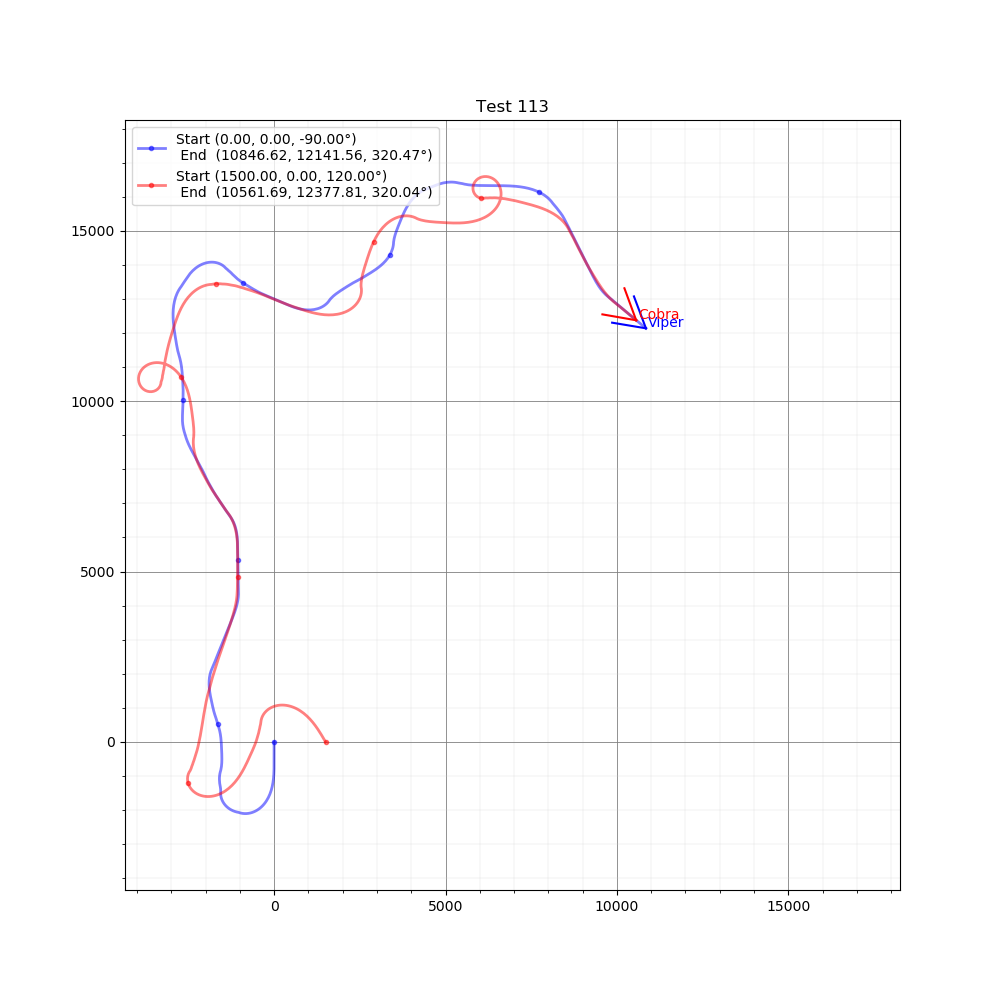 Test 113
Start (0.00, 0.00, -90.00°)
End  (10846.62, 12141.56, 320.47°)
Start (1500.00, 0.00, 120.00°)
End  (10561.69, 12377.81, 320.04°)
15000
10000
5000
0
Cobra
Viper
0
5000
10000
15000